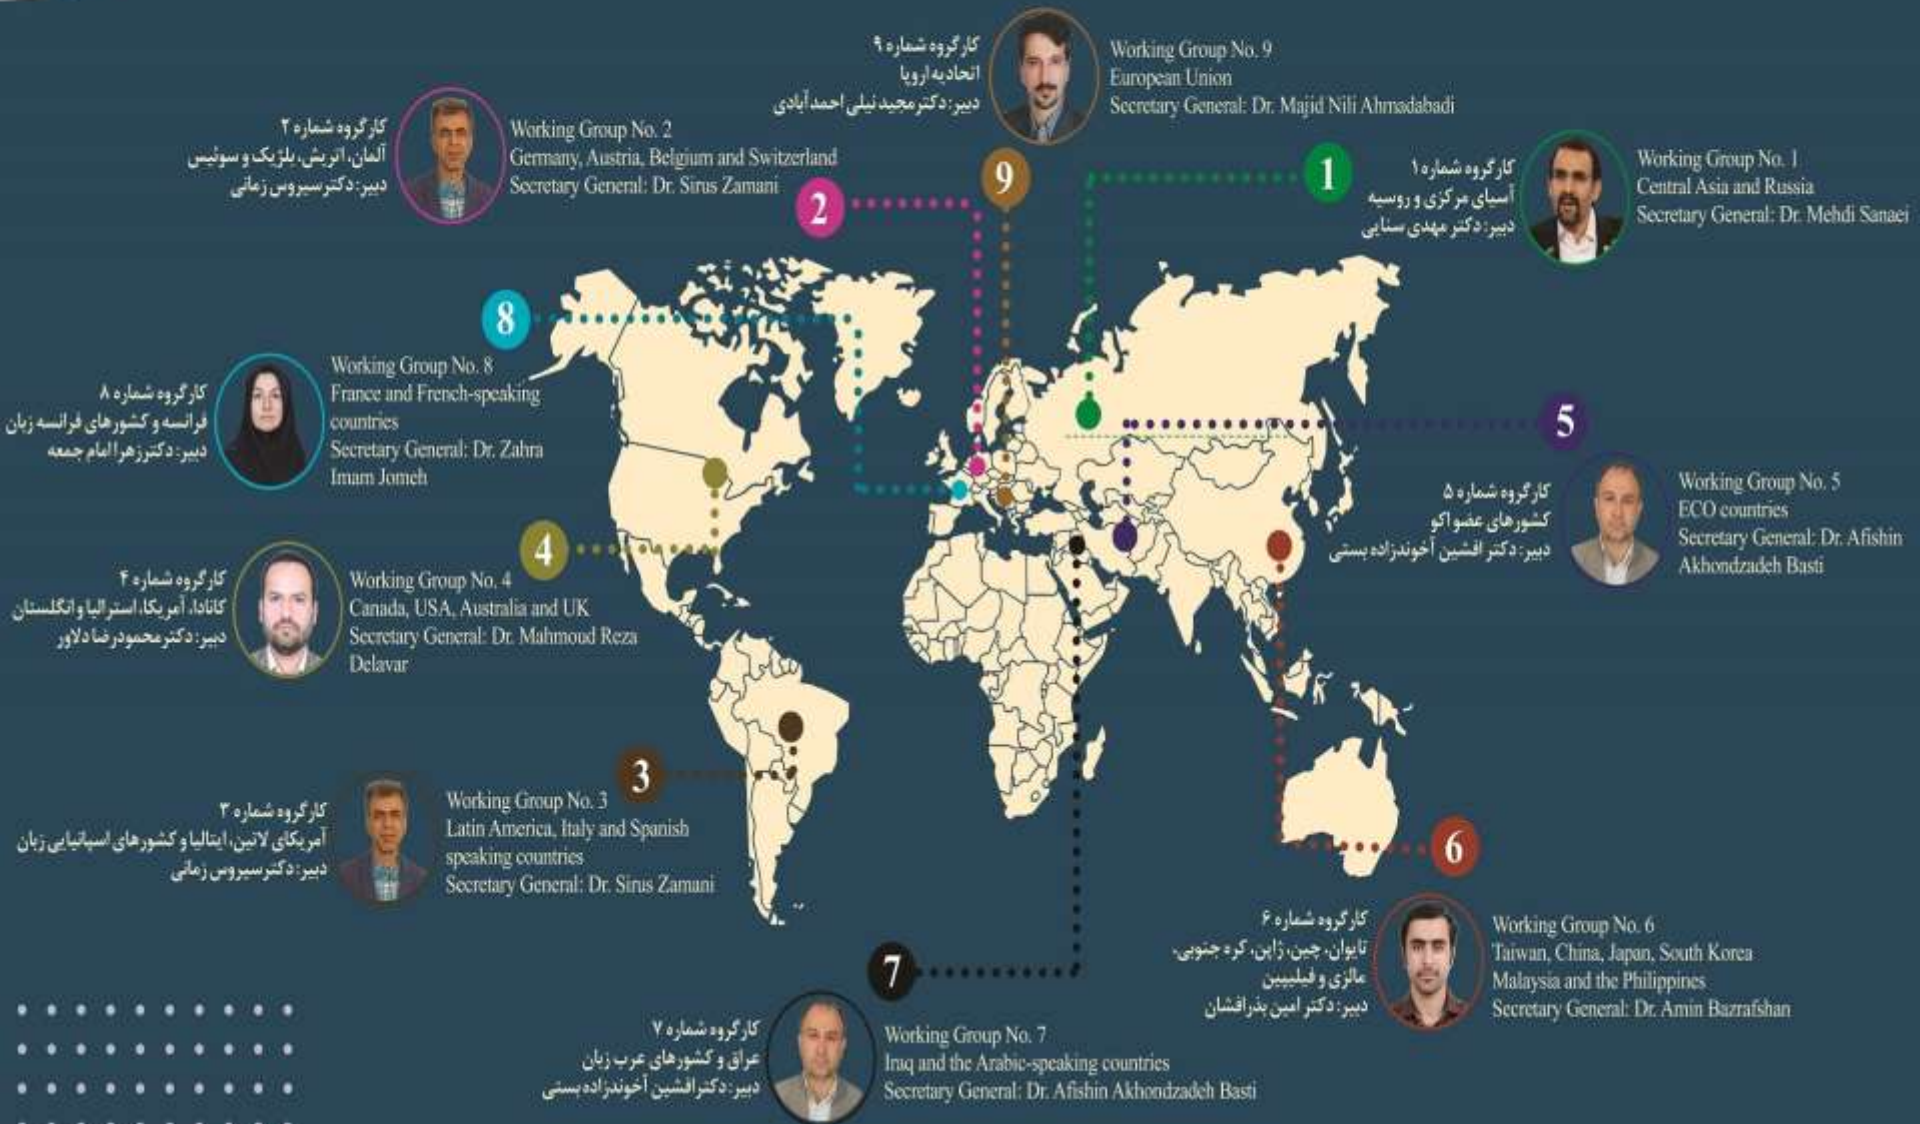 کارگروه شماره ۹
اتحادیه اروپا
دبیر: دکتر مجید نیلی احمدآبادی
Working Group No. 9
European Union
Secretary General: Dr. Majid Nili Ahmadabadi
کارگروه شماره ۲
آلمان، اتریش، بلژیک و سوئیس
دبیر: دکتر سیروس زمانی
Working Group No. 2
Germany, Austria, Belgium and Switzerland
Secretary General: Dr. Sirus Zamani
2
9
1
کارگروه شماره ۱
آسیای مرکزی و روسیه
دبیر: دکتر مهدی سنایی
Working Group No. 1
Central Asia and Russia
Secretary General: Dr. Mehdi Sanaei
8
کارگروه شماره ۸
فرانسه و کشورهای فرانسه زبان
دبیر: دکتر زهرا امام جمعه
Working Group No. 8
France and French-speaking
countries
Secretary General: Dr. Zahra
Imam Jomeh
5
کارگروه شماره ۵
کشورهای عضو اکو
دبیر: دکتر افشین آخوندزاده بستی
Working Group No. 5
ECO countries
Secretary General: Dr. Afishin
Akhondzadeh Basti
4
کارگروه شماره ۴
کانادا، آمریکا، استرالیا و انگلستان
دبیر: دکتر محمودرضا دلاور
Working Group No. 4
Canada, USA, Australia and UK
Secretary General: Dr. Mahmoud Reza
Delavar
3
کارگروه شماره ۳
آمریکای لاتین، ایتالیا و کشورهای اسپانیایی زبان
دبیر: دکتر سیروس زمانی
Working Group No. 3
Latin America, Italy and Spanish
speaking countries
Secretary General: Dr. Sirus Zamani
6
کارگروه شماره ۶
تایوان، چین، ژاپن، کره جنوبی،
مالزی و فیلیپین
دبیر: دکتر امین بذرافشان
Working Group No. 6
Taiwan, China, Japan, South Korea
Malaysia and the Philippines
Secretary General: Dr. Amin Bazrafshan
7
کارگروه شماره ۷
عراق و کشورهای عرب زبان
دبیر: دکتر افشین آخوندزاده بستی
Working Group No. 7
Iraq and the Arabic-speaking countries
Secretary General: Dr. Afishin Akhondzadeh Basti